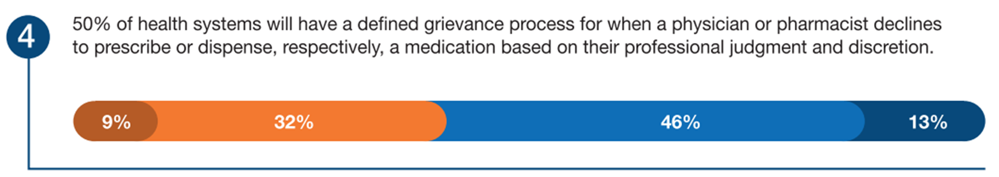 4
50% of health systems will have a defined grievance process for when a physician or pharmacist declines
to prescribe or dispense, respectively, a medication based on their professional judgment and discretion.
9% 32% 46% 13%